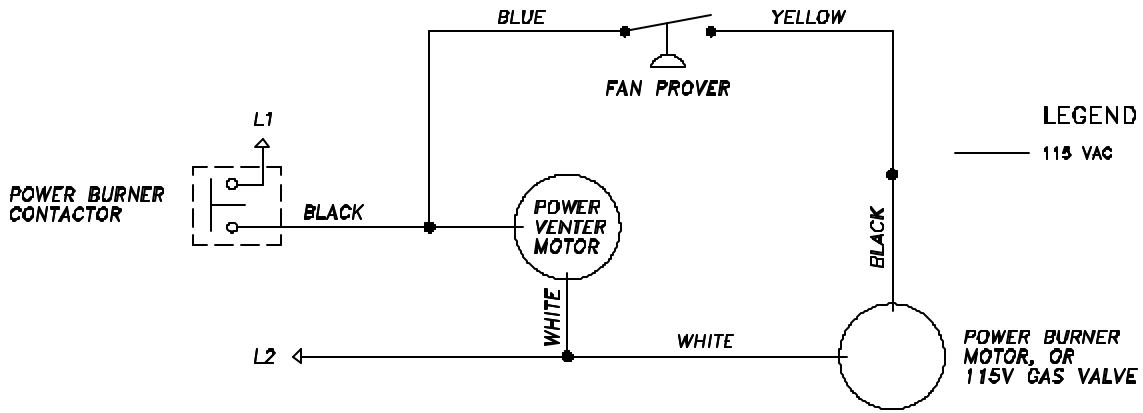 BLUE
YELLOW
FAN PROVER
LEGEND
115 VAC
L1
POWER BURNER
CONTACTOR
BLACK
POWER
VENTER
MOTOR
BLACK
WHITE
L2
WHITE
POWER BURNER
MOTOR, OR
115V GAS VALVE